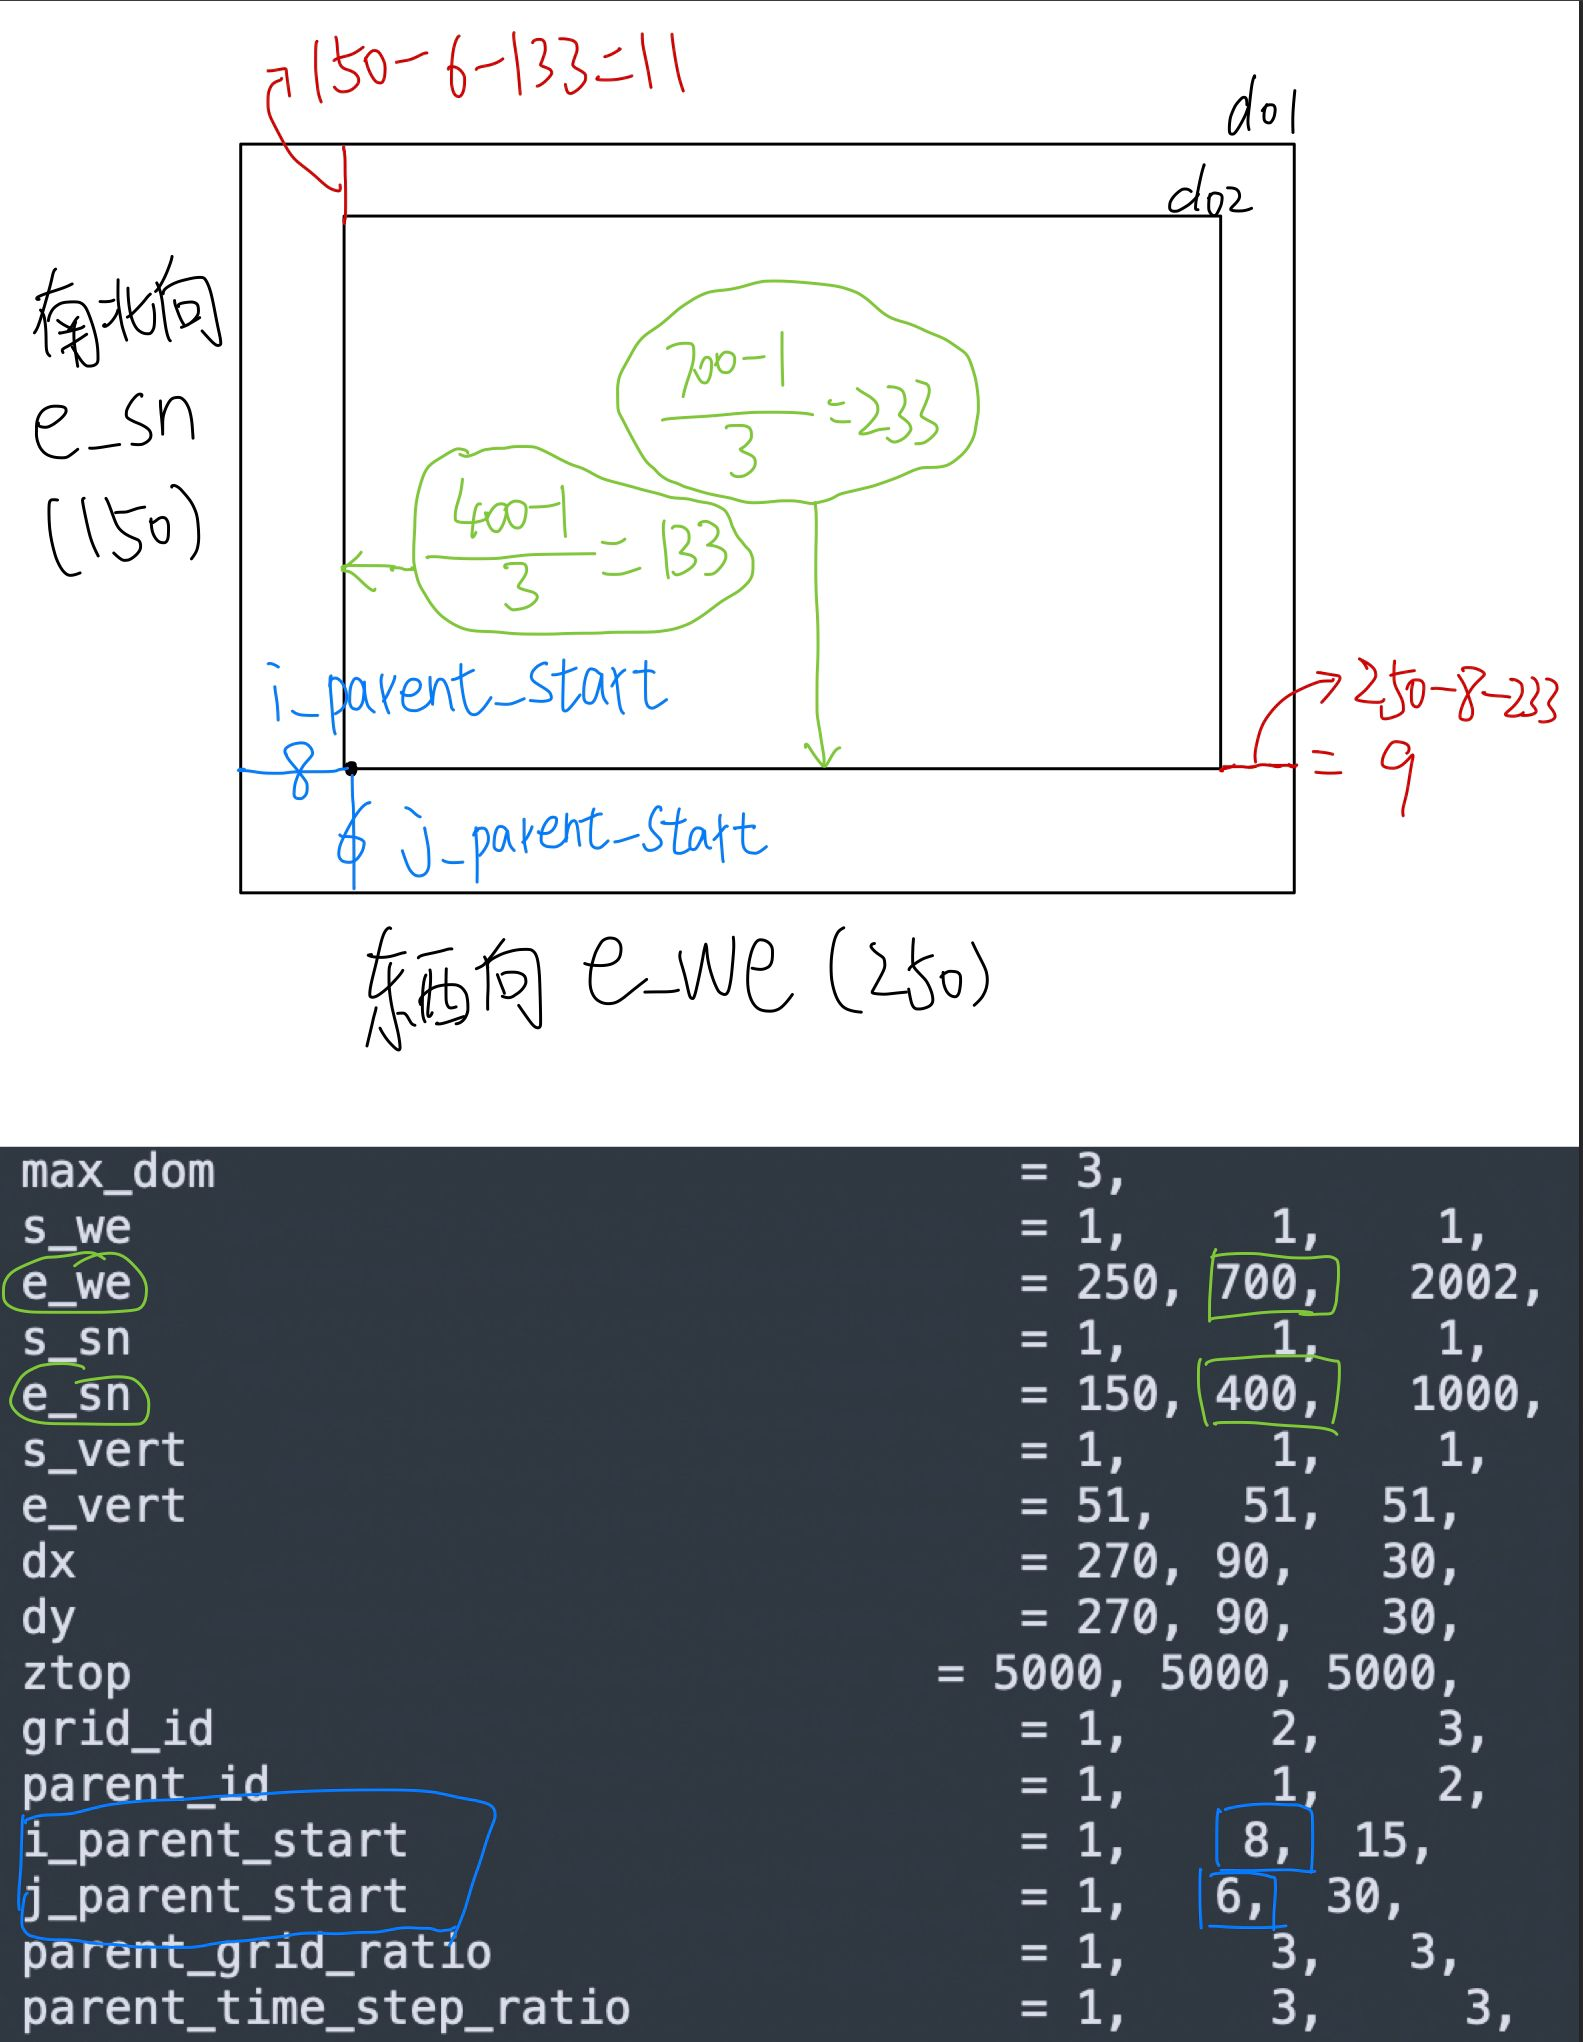 150-6-133=11
d01
d02
南北向
e_sn
(150)
700-1
3
=233
400-1
3
=133
i_parent_start
8
6
j_parent_start
250-8-233
=9
东西向 e_we (250)
max_dom = 3,
s_we = 1, 1, 1,
e_we = 250, 700, 2002,
s_sn = 1, 1, 1,
e_sn = 150, 400, 1000,
s_vert = 1, 1, 1,
e_vert = 51, 51, 51,
dx = 270, 90, 30,
dy = 270, 90, 30,
ztop = 5000, 5000, 5000,
grid_id = 1, 2, 3,
parent_id = 1, 1, 2,
i_parent_start = 1, 8, 15,
j_parent_start = 1, 6, 30,
parent_grid_ratio = 1, 3, 3,
parent_time_step_ratio = 1, 3, 3,